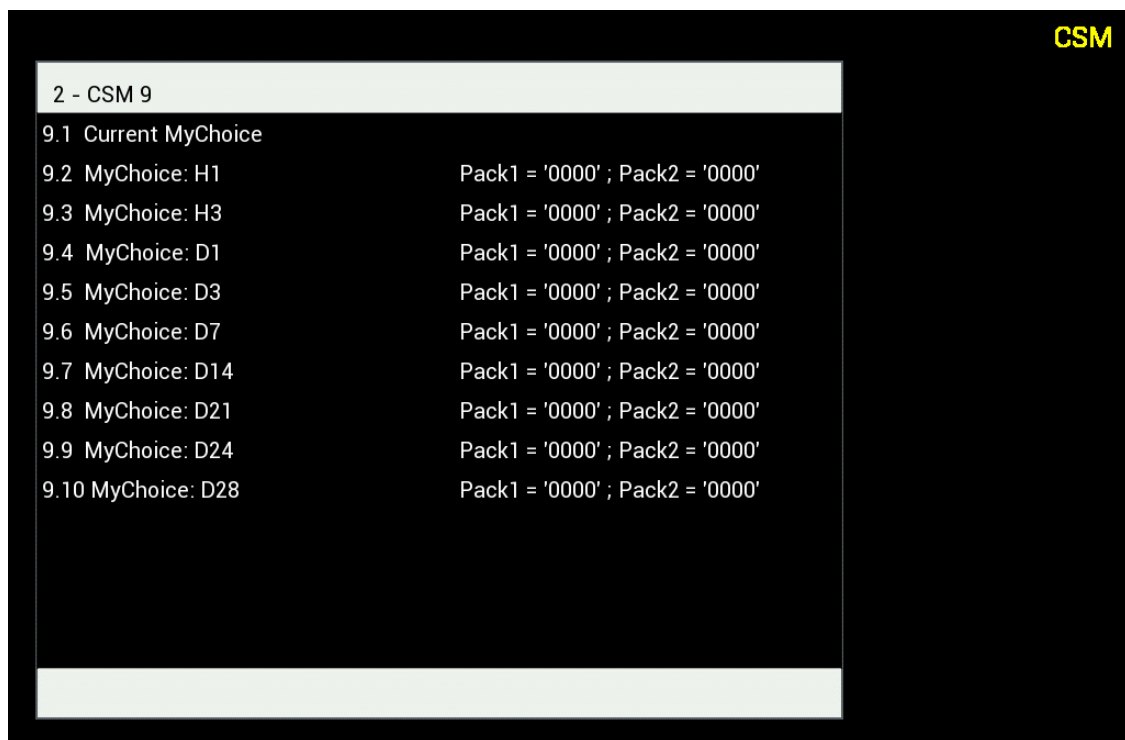 CSM
2 - CSM 9
9.1 Current MyChoice
9.2 MyChoice: H1 Pack1 = '0000' ; Pack2 = '0000'
9.3 MyChoice: H3 Pack1 = '0000' ; Pack2 = '0000'
9.4 MyChoice: D1 Pack1 = '0000' ; Pack2 = '0000'
9.5 MyChoice: D3 Pack1 = '0000' ; Pack2 = '0000'
9.6 MyChoice: D7 Pack1 = '0000' ; Pack2 = '0000'
9.7 MyChoice: D14 Pack1 = '0000' ; Pack2 = '0000'
9.8 MyChoice: D21 Pack1 = '0000' ; Pack2 = '0000'
9.9 MyChoice: D24 Pack1 = '0000' ; Pack2 = '0000'
9.10 MyChoice: D28 Pack1 = '0000' ; Pack2 = '0000'